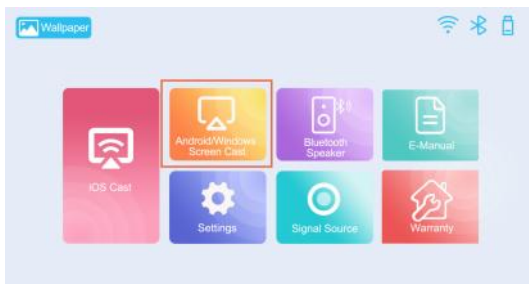 Wallpaper
Android/Windows
Screen Cast
Bluetooth
Speaker
E-Manual
iOS Cast
Settings
Signal Source
Warranty